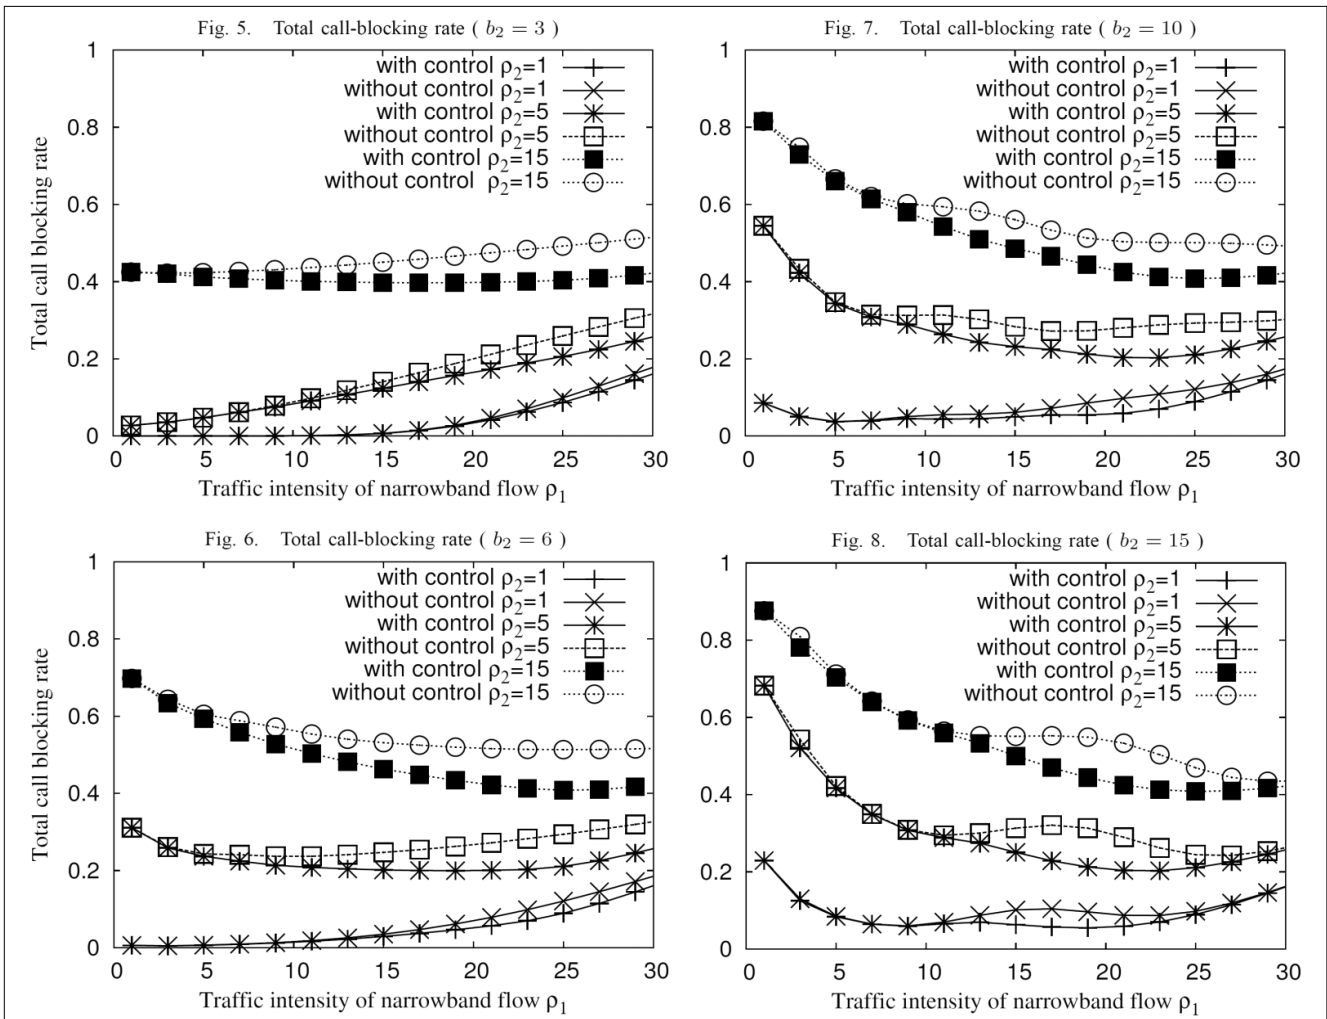 Fig. 5. Total call-blocking rate ( b₂ = 3 )
1
0.8
0.6
0.4
0.2
0
0 5 10 15 20 25 30
Total call blocking rate
Traffic intensity of narrowband flow ρ₁
with control ρ₂=1
without control ρ₂=1
with control ρ₂=5
without control ρ₂=5
with control ρ₂=15
without control ρ₂=15
Fig. 7. Total call-blocking rate ( b₂ = 10 )
1
0.8
0.6
0.4
0.2
0
0 5 10 15 20 25 30
Total call blocking rate
Traffic intensity of narrowband flow ρ₁
with control ρ₂=1
without control ρ₂=1
with control ρ₂=5
without control ρ₂=5
with control ρ₂=15
without control ρ₂=15
Fig. 6. Total call-blocking rate ( b₂ = 6 )
1
0.8
0.6
0.4
0.2
0
0 5 10 15 20 25 30
Total call blocking rate
Traffic intensity of narrowband flow ρ₁
with control ρ₂=1
without control ρ₂=1
with control ρ₂=5
without control ρ₂=5
with control ρ₂=15
without control ρ₂=15
Fig. 8. Total call-blocking rate ( b₂ = 15 )
1
0.8
0.6
0.4
0.2
0
0 5 10 15 20 25 30
Total call blocking rate
Traffic intensity of narrowband flow ρ₁
with control ρ₂=1
without control ρ₂=1
with control ρ₂=5
without control ρ₂=5
with control ρ₂=15
without control ρ₂=15